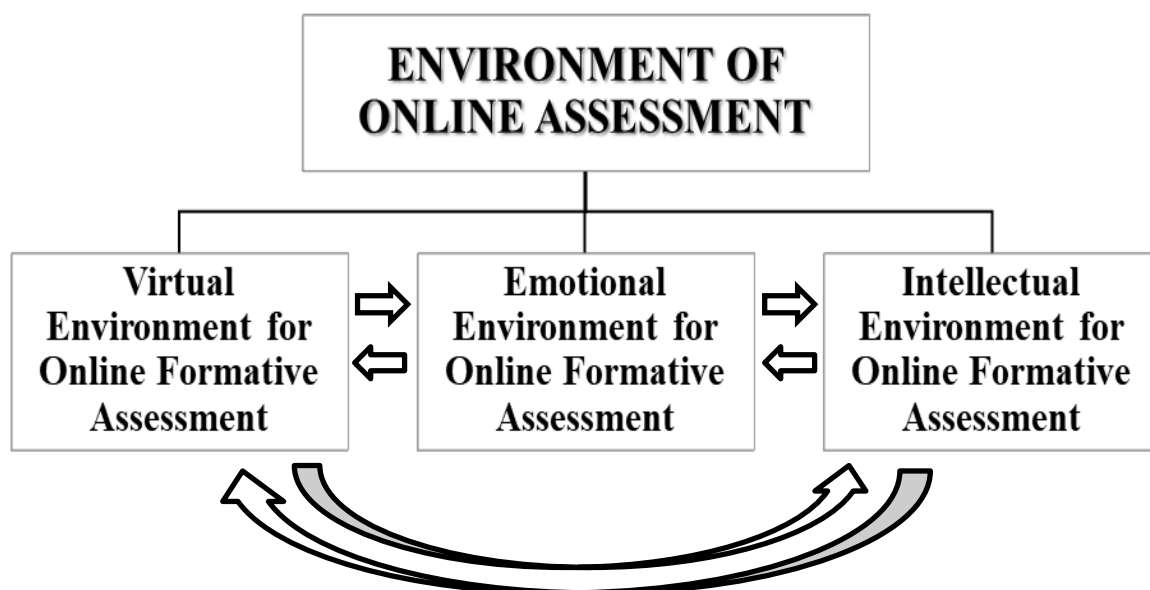 ENVIRONMENT OF
ONLINE ASSESSMENT
Virtual
Environment for
Online Formative
Assessment
Emotional
Environment for
Online Formative
Assessment
Intellectual
Environment for
Online Formative
Assessment